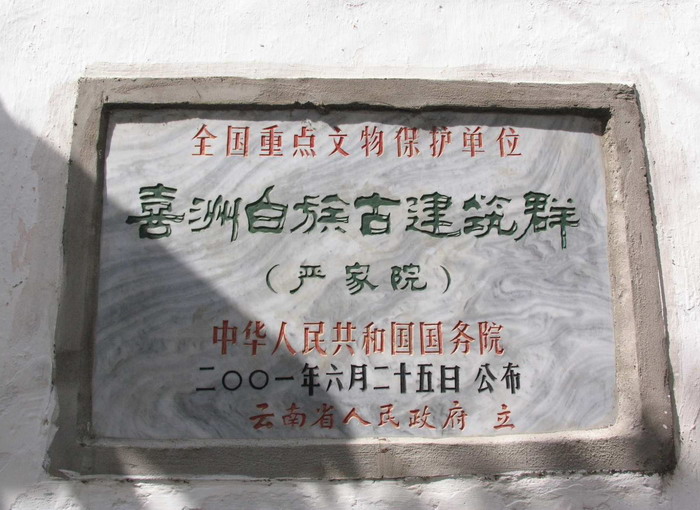 全国重点文物保护单位
喜洲白族古建筑群
（严家院）
中华人民共和国国务院
二〇〇一年六月二十五日 公布
云南省人民政府 立